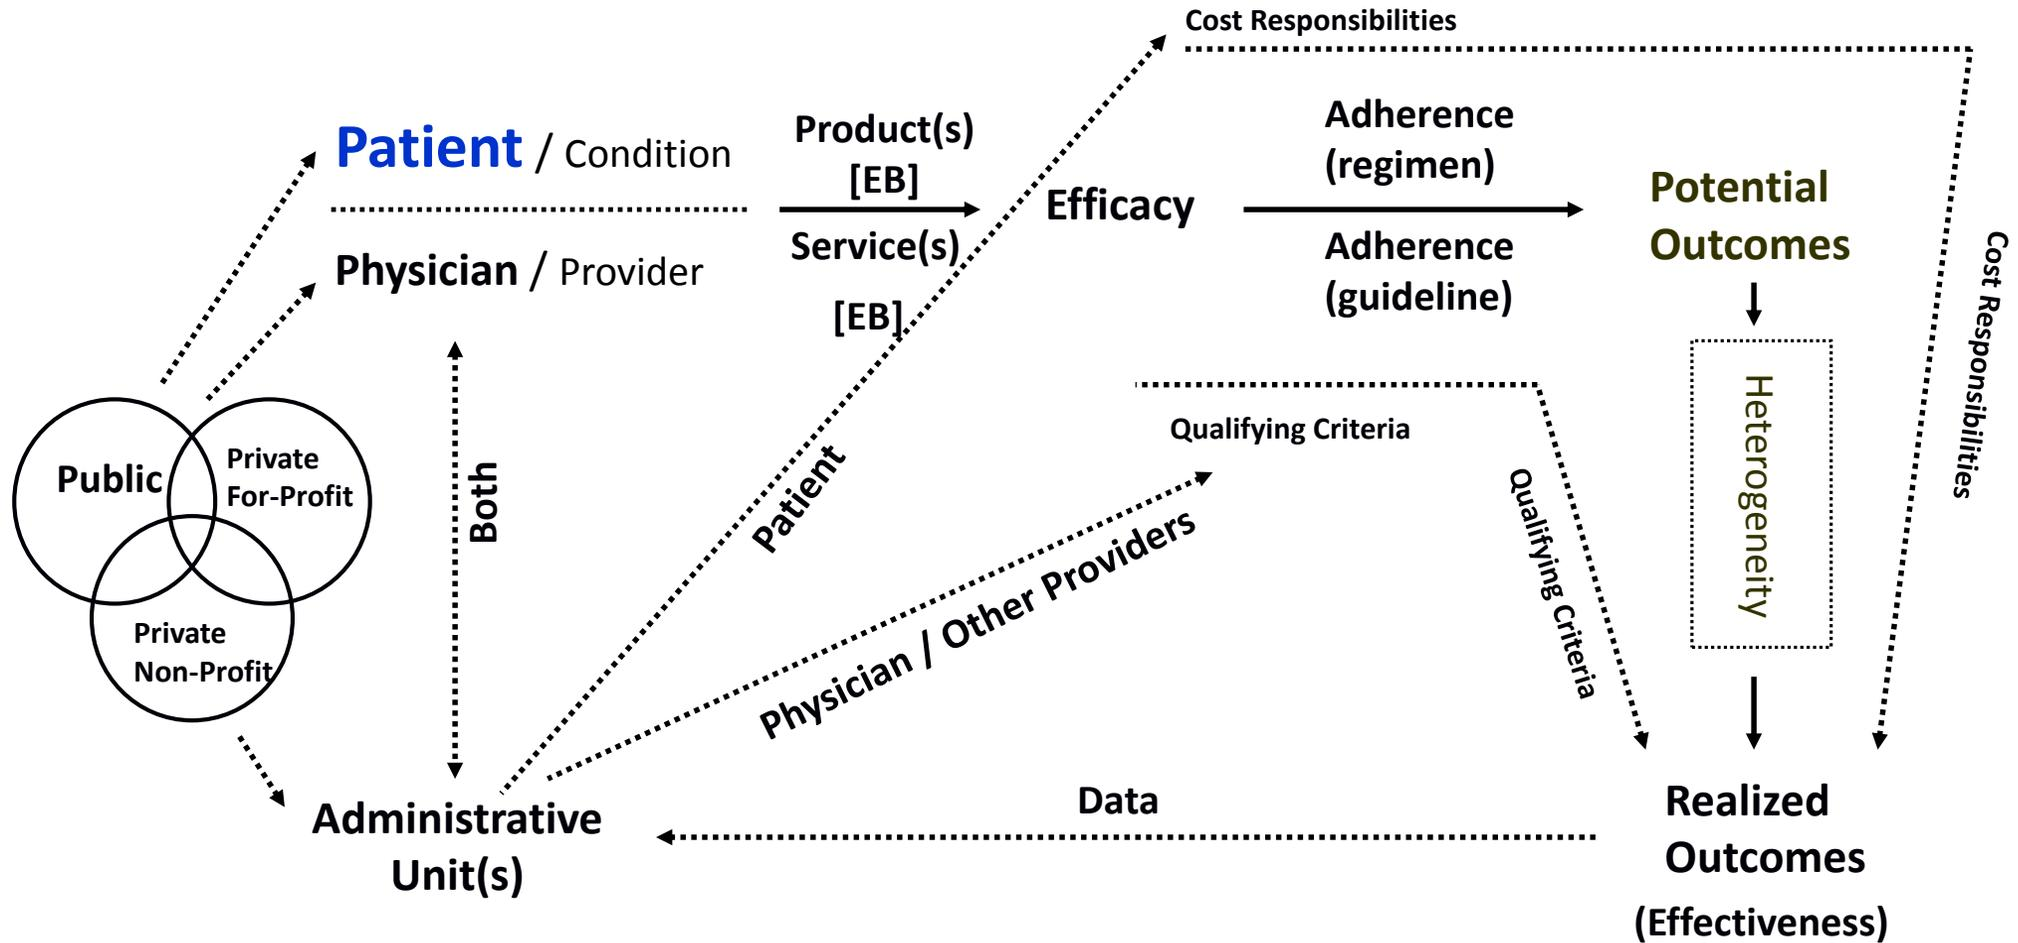 Cost Responsibilities
Patient / Condition
Product(s)
[EB]
Adherence
(regimen)
Efficacy
Potential
Outcomes
Physician / Provider
Service(s)
[EB]
Adherence
(guideline)
Cost Responsibilities
Heterogeneity
Qualifying Criteria
Qualifying Criteria
Public
Private
For-Profit
Private
Non-Profit
Both
Patient
Physician / Other Providers
Administrative
Unit(s)
Data
Realized
Outcomes
(Effectiveness)